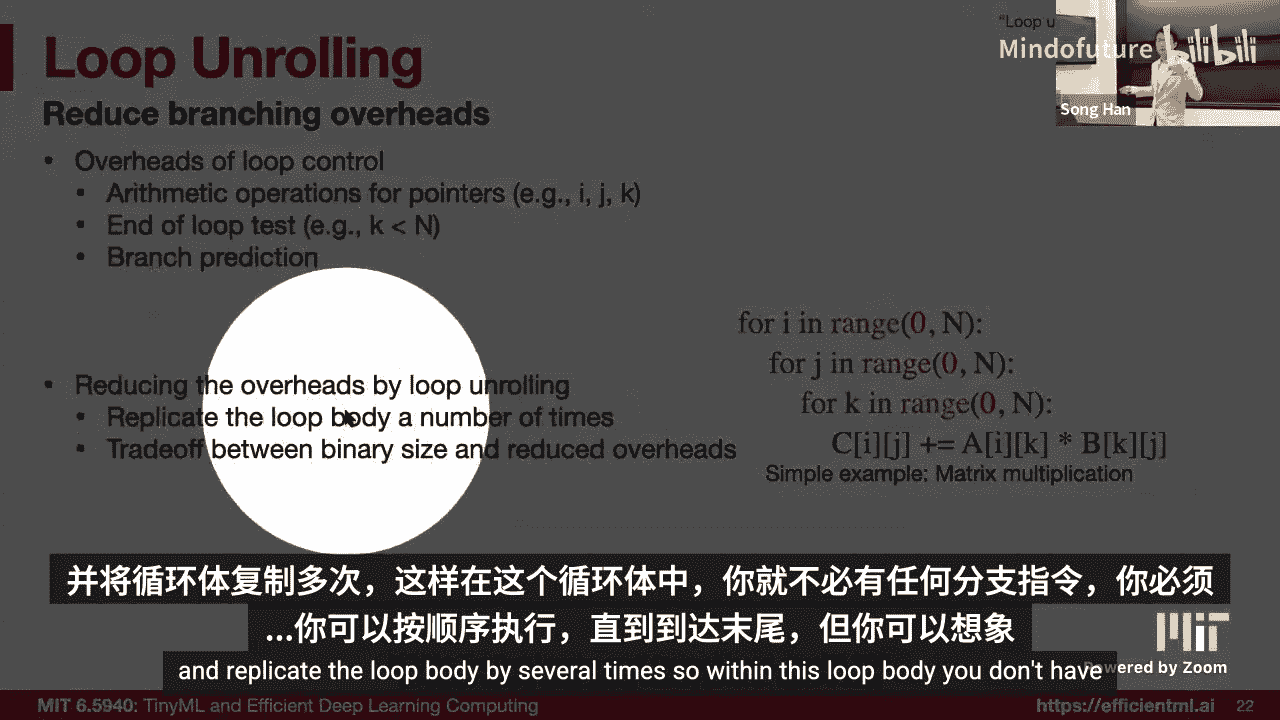 Loop Unrolling
"Loop u
Mindofuture bilibili
Song Han
Reduce branching overheads
• Overheads of loop control
• Arithmetic operations for pointers (e.g., i, j, k)
• End of loop test (e.g., k < N)
• Branch prediction
• Reducing the overheads by loop unrolling
• Replicate the loop body a number of times
• Tradeoff between binary size and reduced overheads
for i in range(0, N):
for j in range(0, N):
for k in range(0, N):
C[i][j] += A[i][k] * B[k][j]
Simple example: Matrix multiplication
并将循环体复制多次，这样在这个循环体中，你就不必有任何分支指令，你必须
...你可以按顺序执行，直到到达末尾，但你可以想象
and replicate the loop body by several times so within this loop body you don't have
MIT
Powered by Zoom
MIT 6.5940: TinyML and Efficient Deep Learning Computing
https://efficientml.ai
22